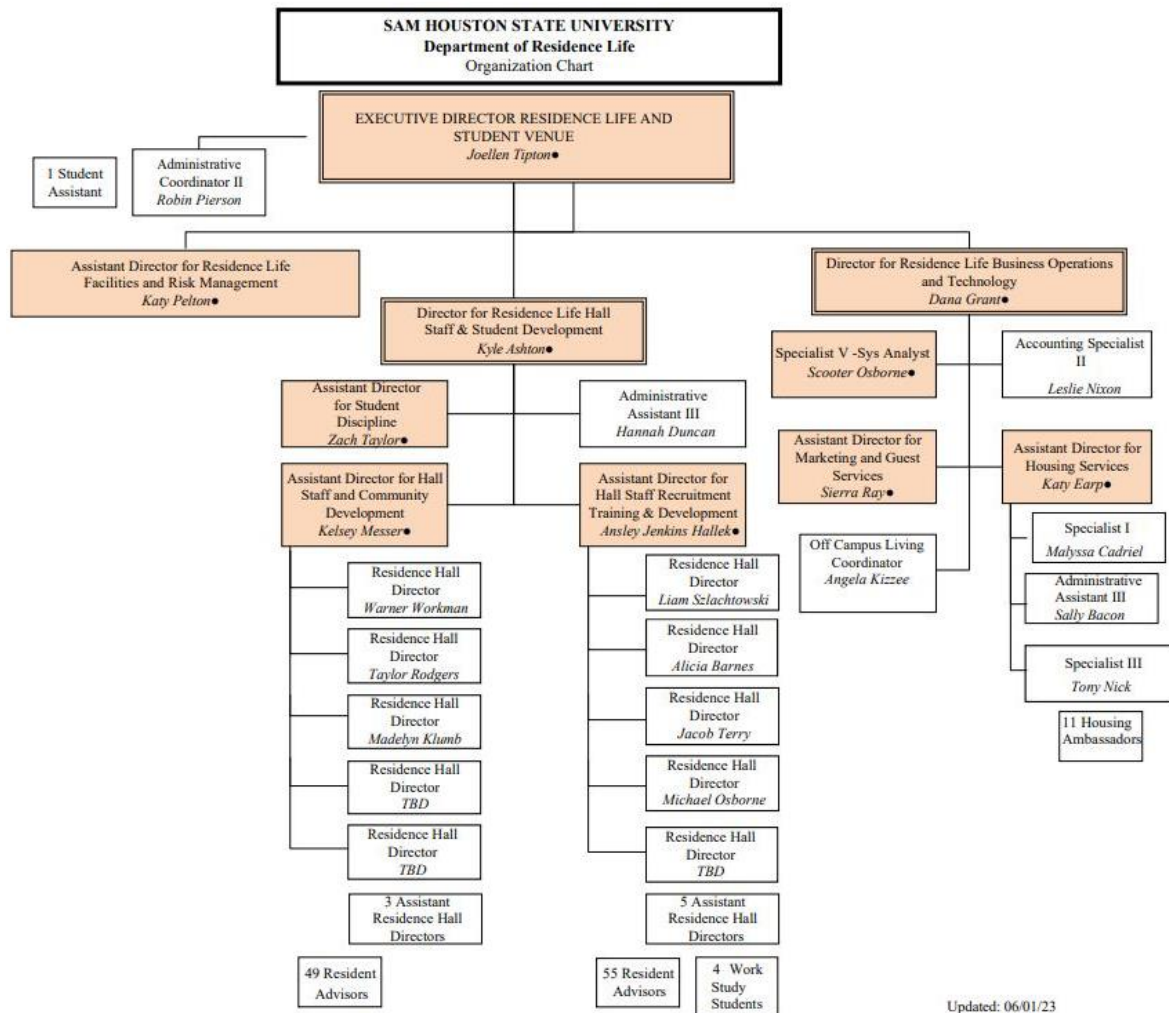 SAM HOUSTON STATE UNIVERSITY
Department of Residence Life
Organization Chart
EXECUTIVE DIRECTOR RESIDENCE LIFE AND
STUDENT VENUE
Joellen Tipton●
1 Student
Assistant
Administrative
Coordinator II
Robin Pierson
Assistant Director for Residence Life
Facilities and Risk Management
Katy Pelton●
Director for Residence Life Hall
Staff & Student Development
Kyle Ashton●
Director for Residence Life Business Operations
and Technology
Dana Grant●
Assistant Director
for Student
Discipline
Zach Taylor●
Administrative
Assistant III
Hannah Duncan
Assistant Director for Hall
Staff and Community
Development
Kelsey Messer●
Assistant Director for
Hall Staff Recruitment
Training & Development
Ansley Jenkins Hallek●
Residence Hall
Director
Warner Workman
Residence Hall
Director
Taylor Rodgers
Residence Hall
Director
Madelyn Klumb
Residence Hall
Director
TBD
Residence Hall
Director
TBD
3 Assistant
Residence Hall
Directors
49 Resident
Advisors
Residence Hall
Director
Liam Szlachtowski
Residence Hall
Director
Alicia Barnes
Residence Hall
Director
Jacob Terry
Residence Hall
Director
Michael Osborne
Residence Hall
Director
TBD
5 Assistant
Residence Hall
Directors
55 Resident
Advisors
4 Work
Study
Students
Specialist V -Sys Analyst
Scooter Osborne●
Accounting Specialist
II
Leslie Nixon
Assistant Director for
Marketing and Guest
Services
Sierra Ray●
Assistant Director for
Housing Services
Katy Earp●
Off Campus Living
Coordinator
Angela Kizzee
Specialist I
Malyssa Cadriel
Administrative
Assistant III
Sally Bacon
Specialist III
Tony Nick
11 Housing
Ambassadors
Updated: 06/01/23